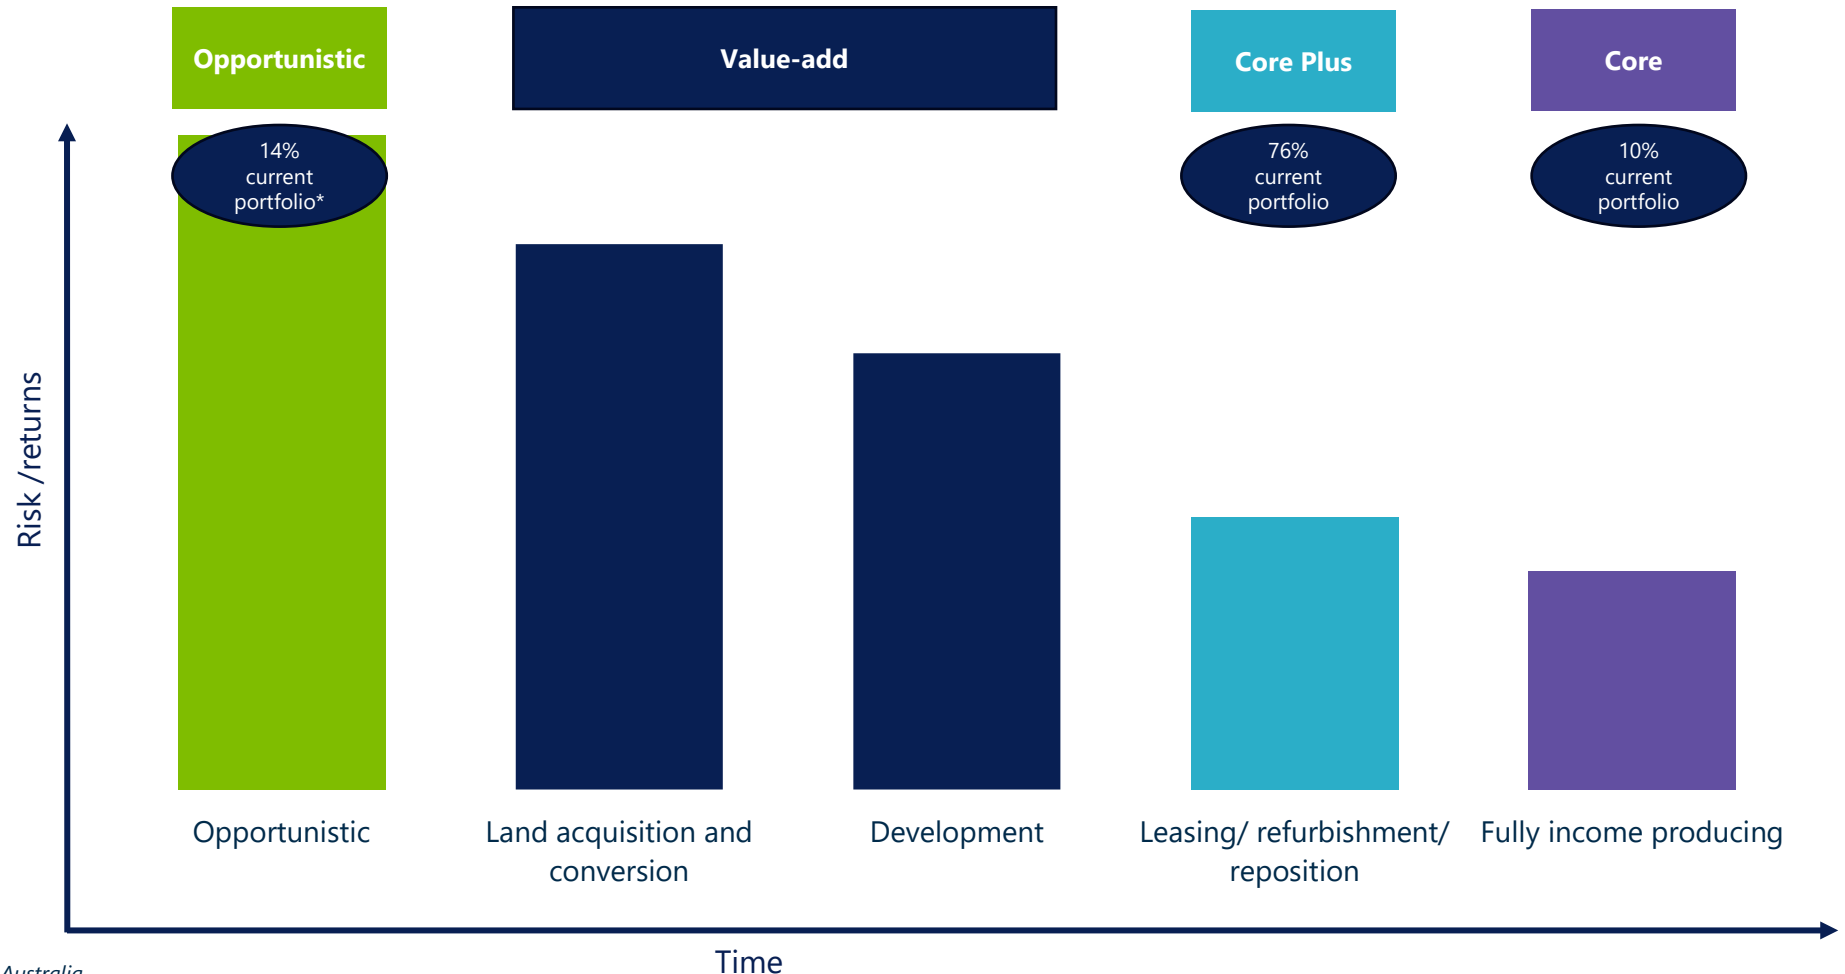 Opportunistic
Value-add
Core Plus
Core
14%
current
portfolio*
76%
current
portfolio
10%
current
portfolio
Risk /returns
Opportunistic
Land acquisition and
conversion
Development
Leasing/ refurbishment/
reposition
Fully income producing
Time
Australia